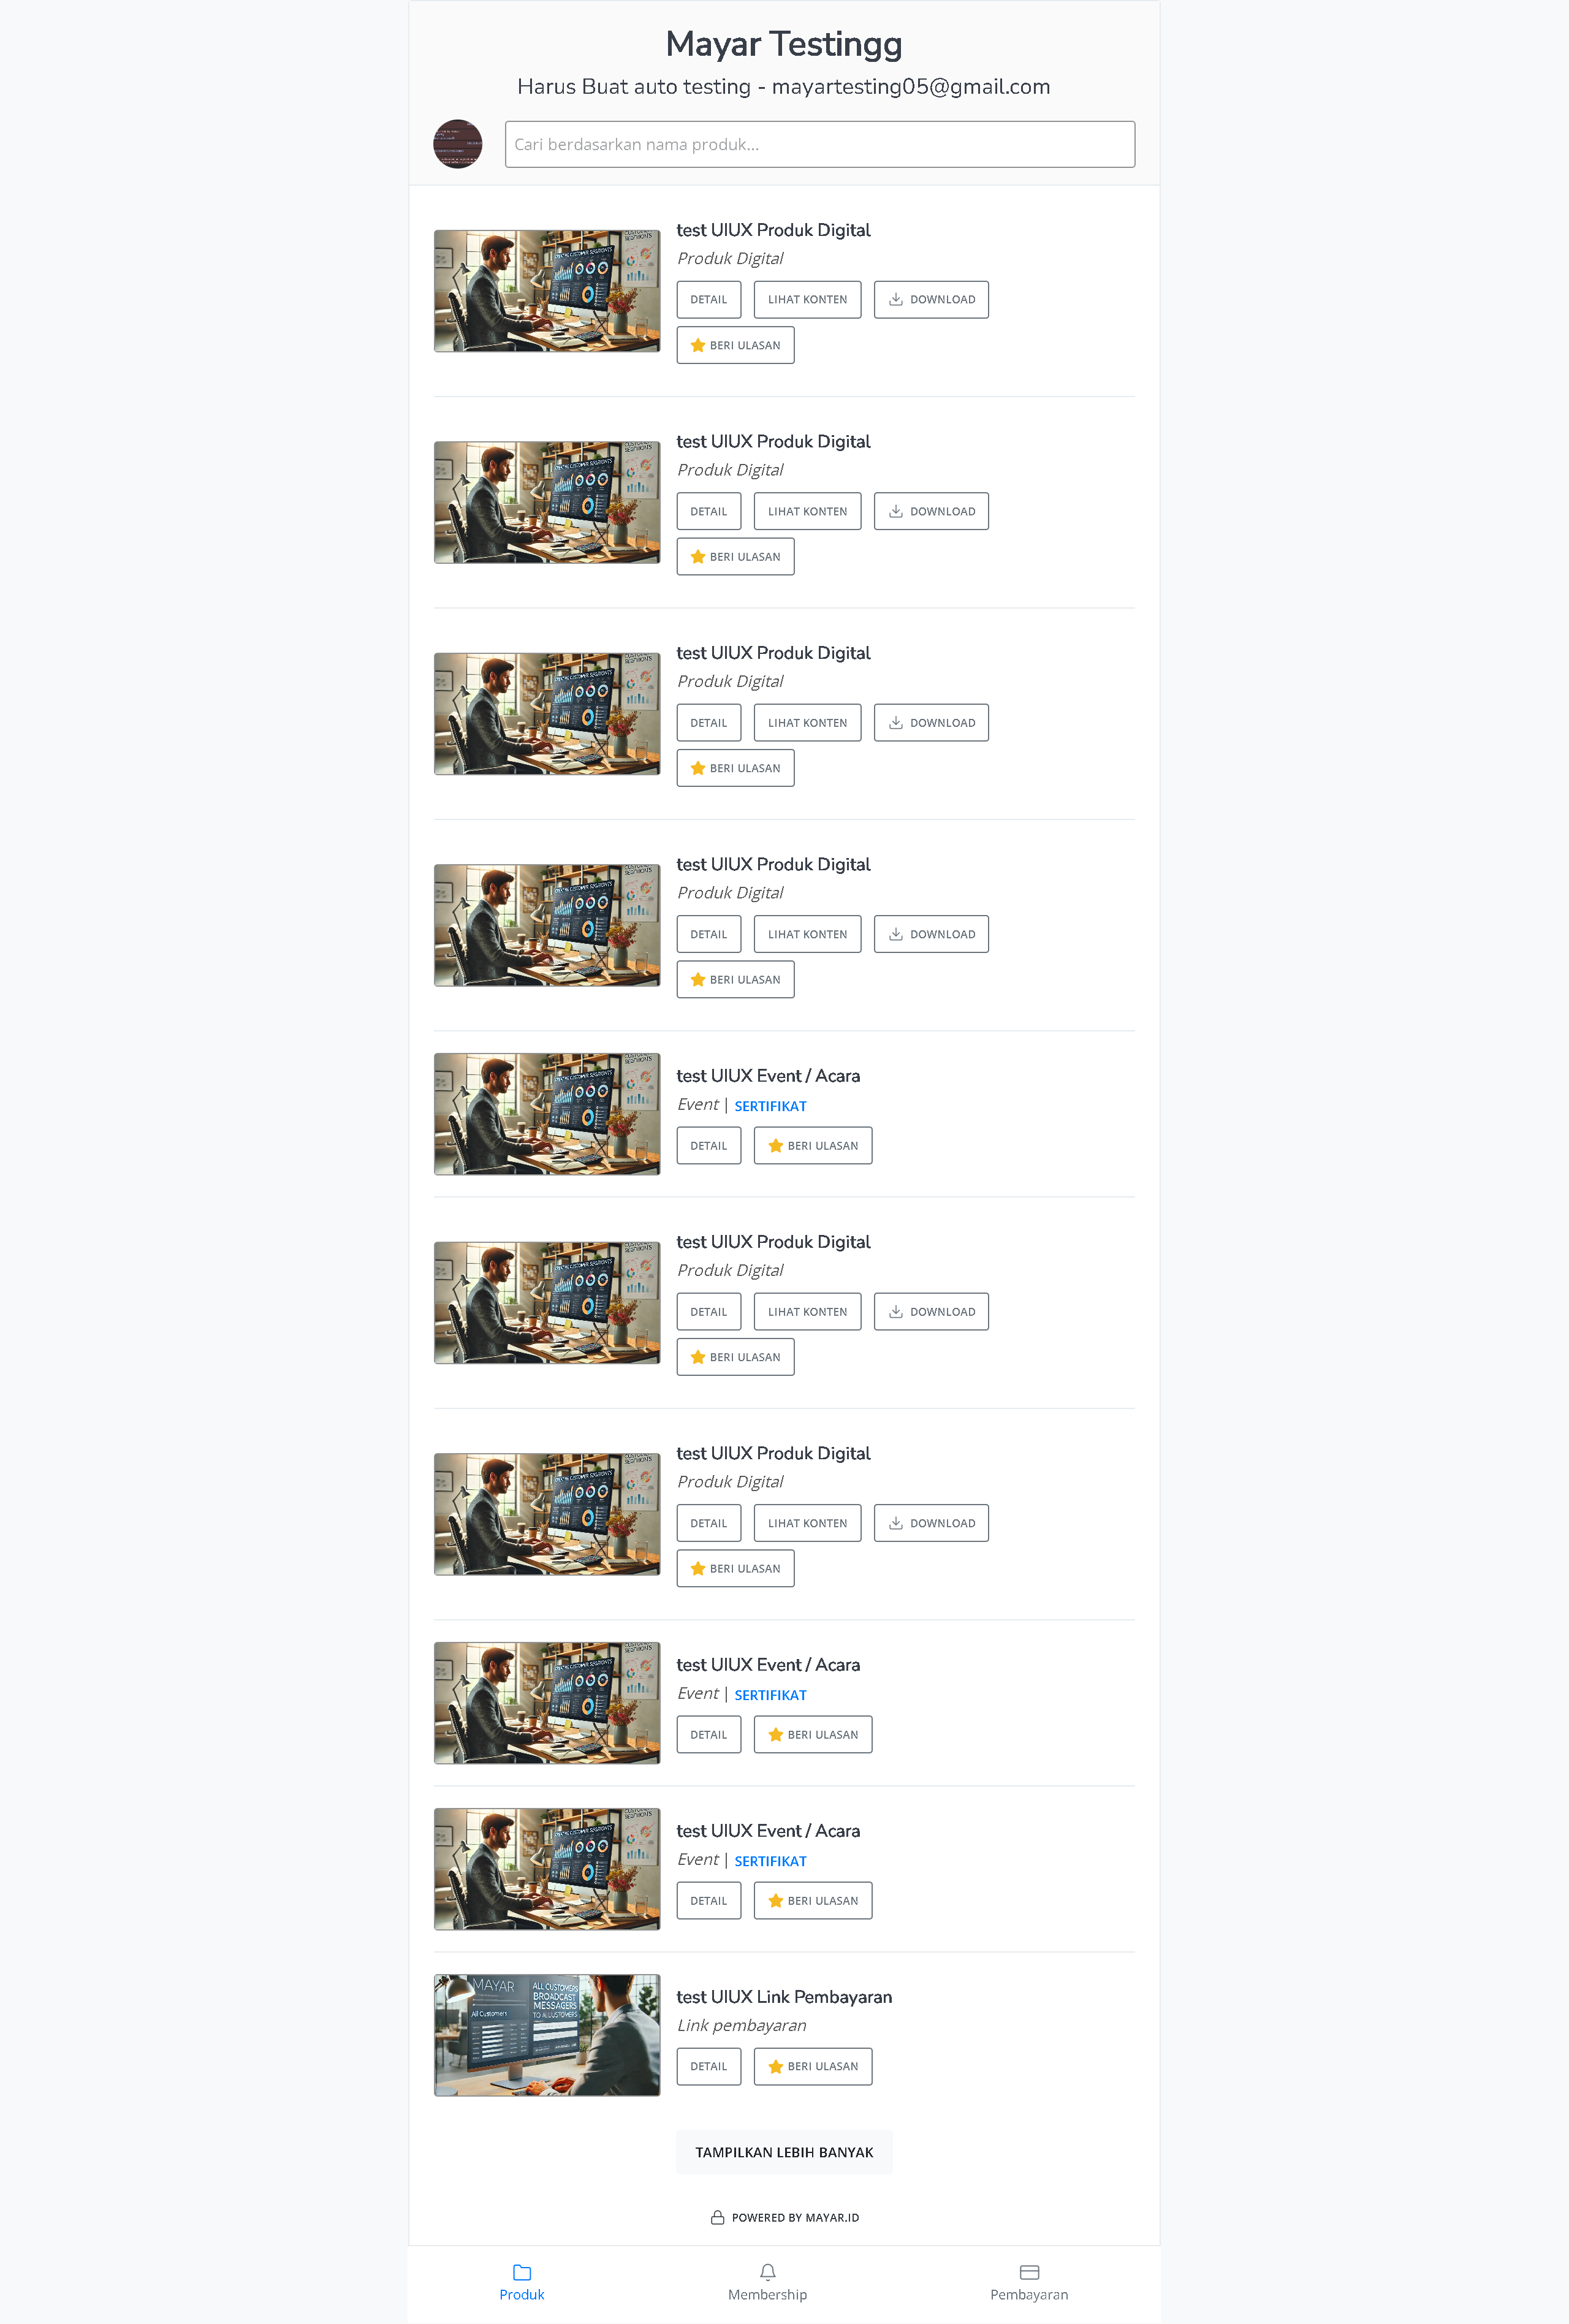 Mayar Testingg
Harus Buat auto testing - mayartesting05@gmail.com
Cari berdasarkan nama produk...
test UIUX Produk Digital
Produk Digital
DETAIL LIHAT KONTEN DOWNLOAD
BERI ULASAN
test UIUX Produk Digital
Produk Digital
DETAIL LIHAT KONTEN DOWNLOAD
BERI ULASAN
test UIUX Produk Digital
Produk Digital
DETAIL LIHAT KONTEN DOWNLOAD
BERI ULASAN
test UIUX Produk Digital
Produk Digital
DETAIL LIHAT KONTEN DOWNLOAD
BERI ULASAN
test UIUX Event / Acara
Event | SERTIFIKAT
DETAIL BERI ULASAN
test UIUX Produk Digital
Produk Digital
DETAIL LIHAT KONTEN DOWNLOAD
BERI ULASAN
test UIUX Produk Digital
Produk Digital
DETAIL LIHAT KONTEN DOWNLOAD
BERI ULASAN
test UIUX Event / Acara
Event | SERTIFIKAT
DETAIL BERI ULASAN
test UIUX Event / Acara
Event | SERTIFIKAT
DETAIL BERI ULASAN
MAYAR
All Customers
ALL CUSTOMERS
BROADCAST
MESSAGERS
test UIUX Link Pembayaran
Link pembayaran
DETAIL BERI ULASAN
TAMPILKAN LEBIH BANYAK
POWERED BY MAYAR.ID
Produk Membership Pembayaran